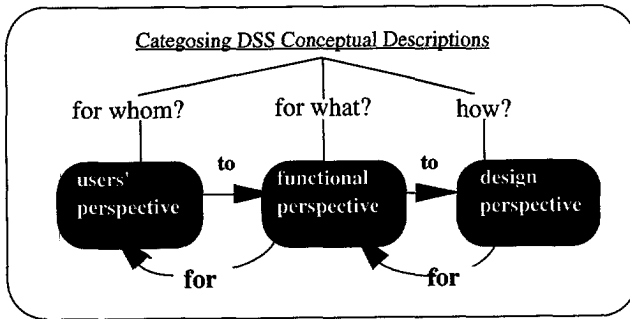 Categosing DSS Conceptual Descriptions
for whom? for what? how?
to to
users' functional design
perspective perspective perspective
for for